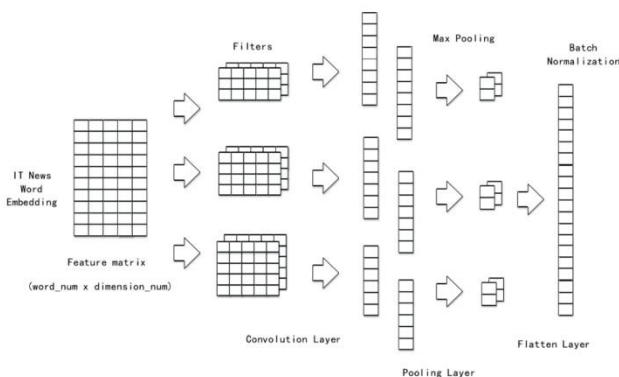 Filters
Max Pooling
Batch
Normalization
IT News
Word
Embedding
Feature matrix
(word_num x dimension_num)
Convolution Layer
Pooling Layer
Flatten Layer